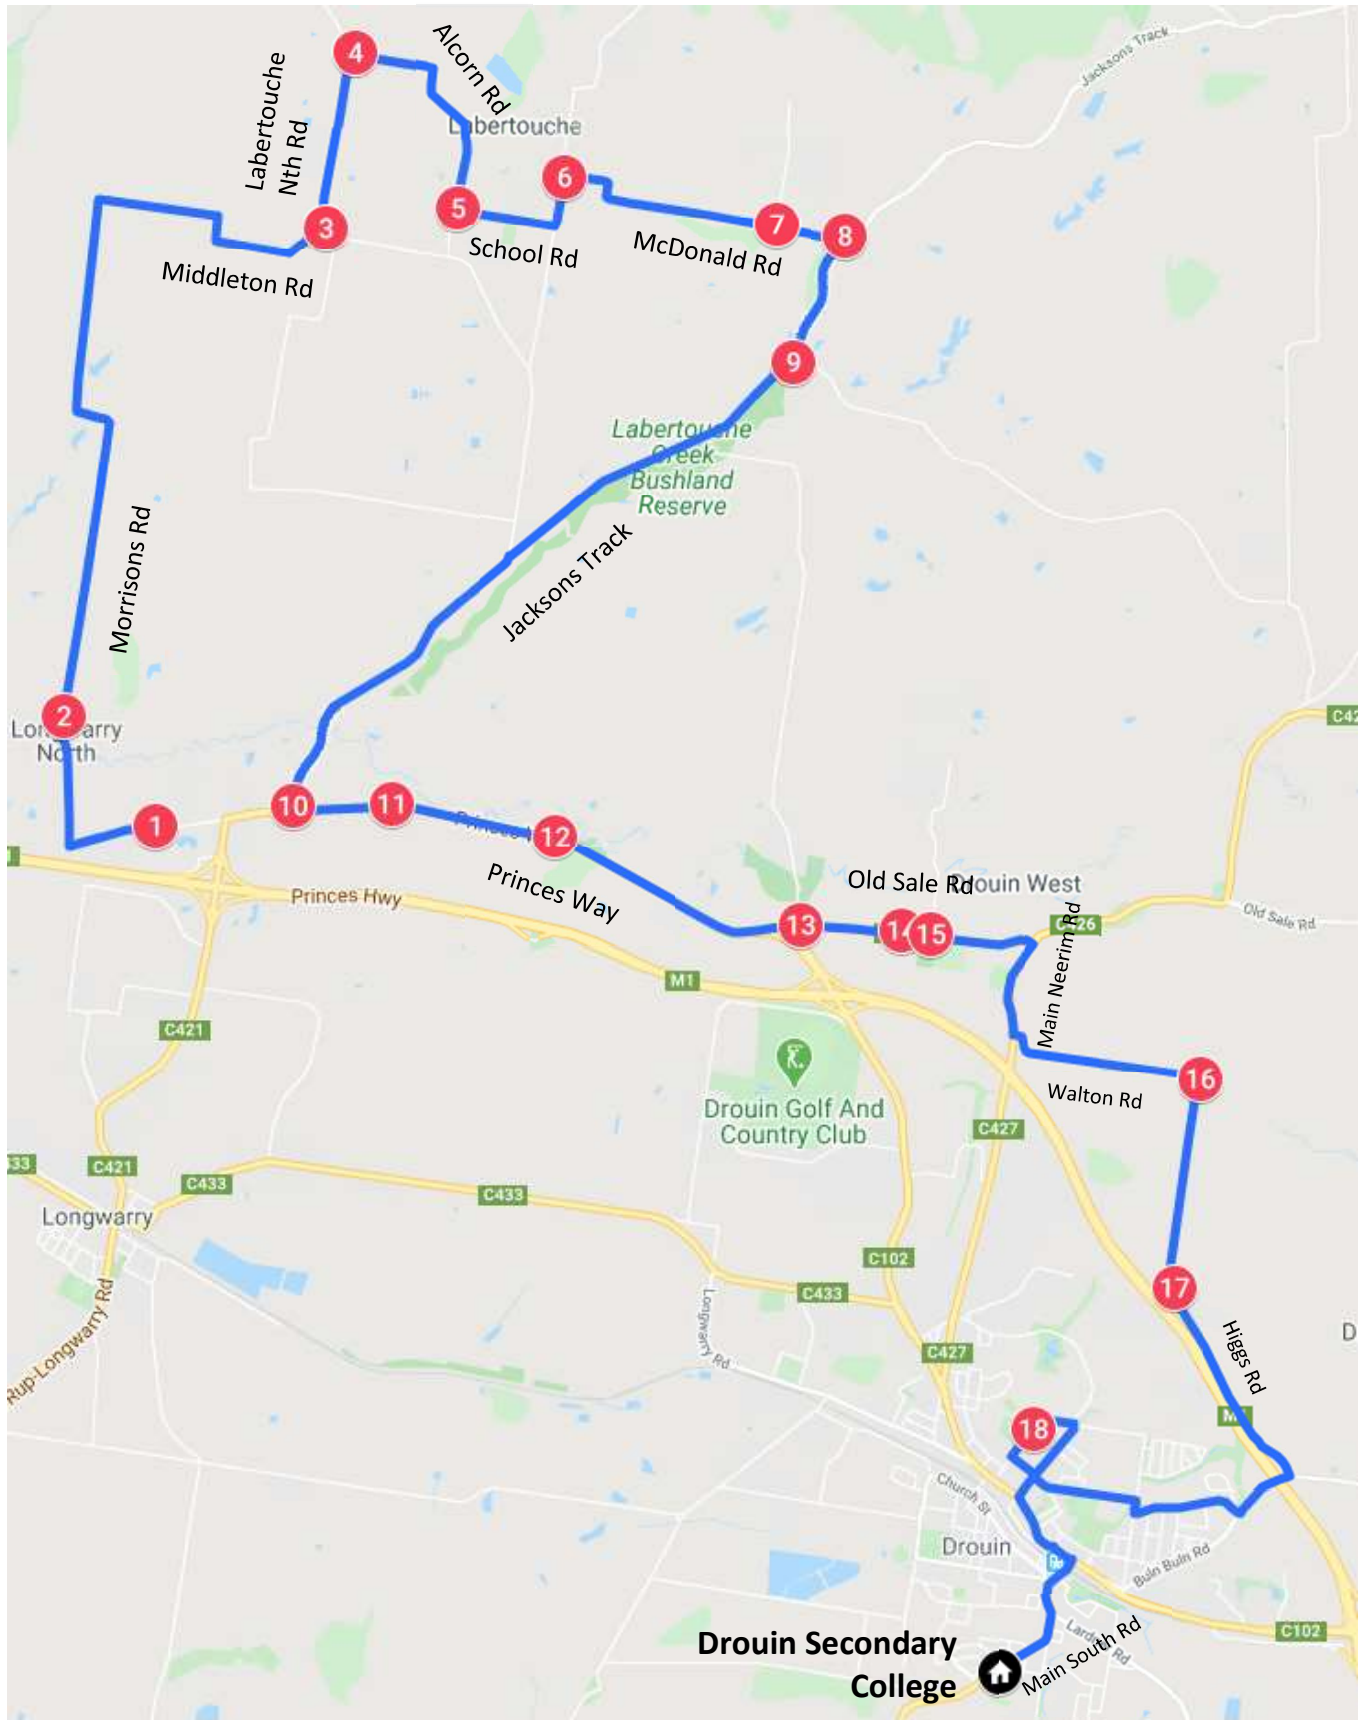 Jacksons Track
4
Alcorn Rd
Labertouche
Nth Rd
Labertouche
6
5
3
7
8
School Rd
McDonald Rd
Middleton Rd
9
Labertouche
Creek
Bushland
Reserve
Morrisons Rd
Jacksons Track
2
North
C42
1
10
11
12
Princes Way
Princes Hwy
Old Sale Rd
Drouin West
13
14
15
C426
Old Sale Rd
Main Neerim Rd
M1
C421
Walton Rd
16
Drouin Golf And
Country Club
C427
C421
C433
C433
Longwarry
C102
17
C433
Longwarry Rd
Higgs Rd
D
Rup-Longwarry Rd
C427
18
Church St
Drouin
Buln Buln Rd
C102
Main South Rd
Drouin Secondary
College